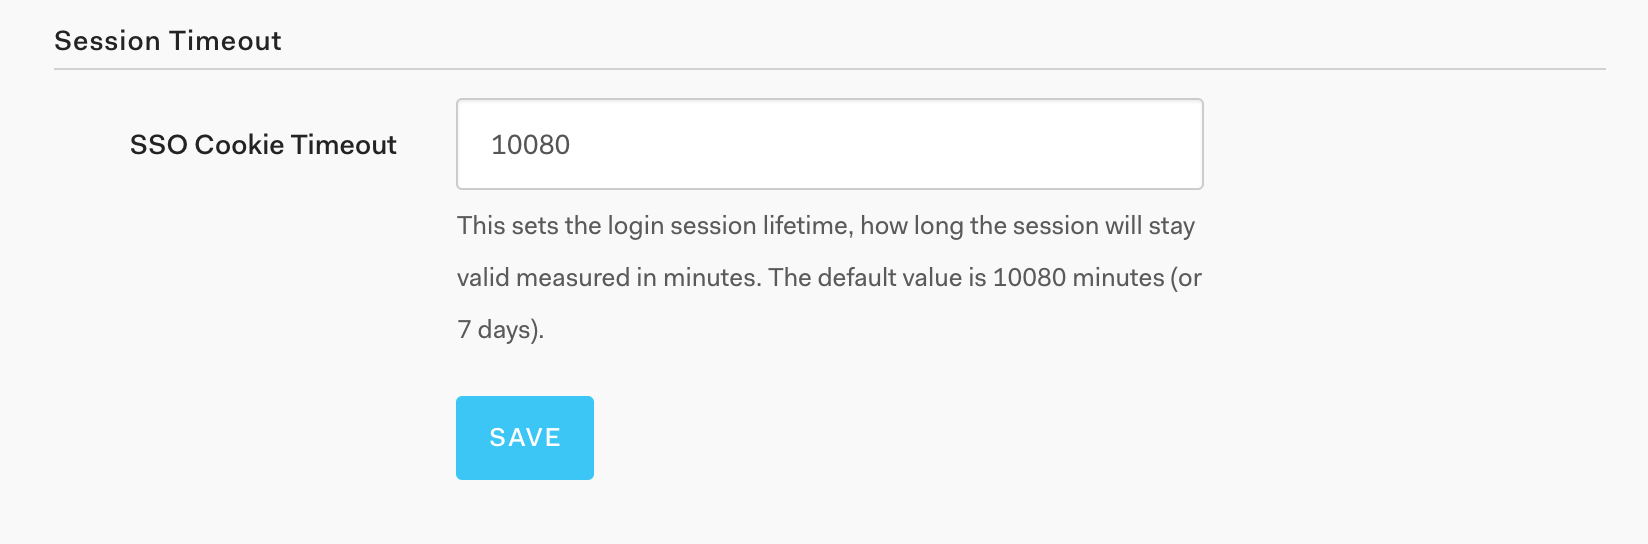 Session Timeout
SSO Cookie Timeout
10080
This sets the login session lifetime, how long the session will stay
valid measured in minutes. The default value is 10080 minutes (or
7 days).
SAVE